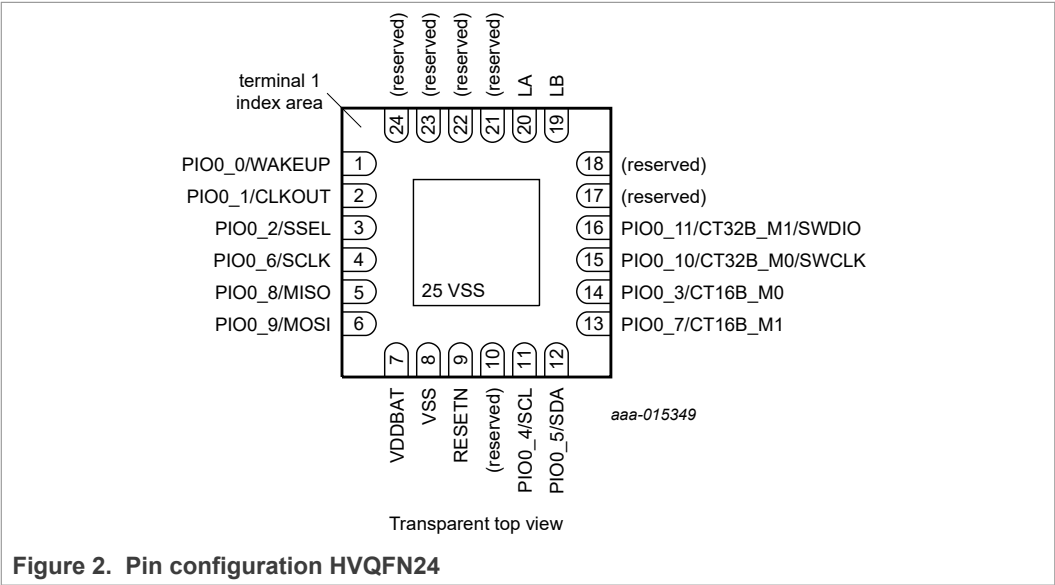 (reserved)
(reserved)
(reserved)
(reserved)
LA
LB
terminal 1
index area
24
23
22
21
20
19
PIO0_0/WAKEUP 1
18 (reserved)
PIO0_1/CLKOUT 2
17 (reserved)
PIO0_2/SSEL 3
16 PIO0_11/CT32B_M1/SWDIO
PIO0_6/SCLK 4
15 PIO0_10/CT32B_M0/SWCLK
PIO0_8/MISO 5
25 VSS
14 PIO0_3/CT16B_M0
PIO0_9/MOSI 6
13 PIO0_7/CT16B_M1
7
8
9
10
11
12
VDDBAT
VSS
RESETN
(reserved)
PIO0_4/SCL
PIO0_5/SDA
aaa-015349
Transparent top view
Figure 2. Pin configuration HVQFN24